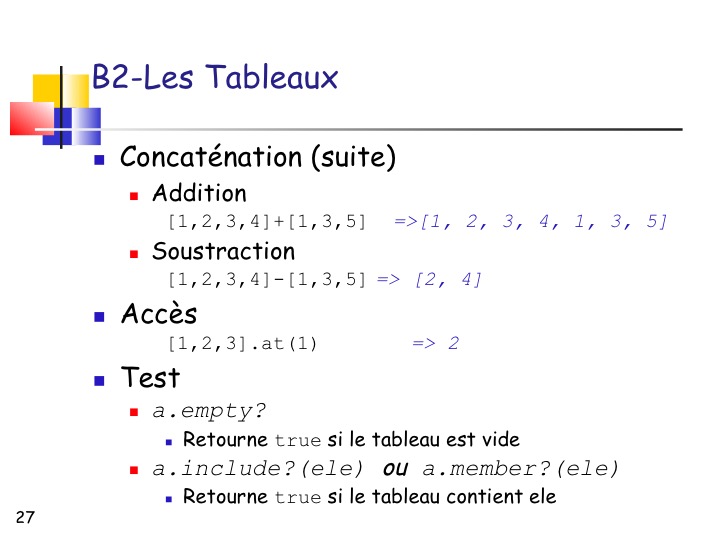 B2-Les Tableaux
Concaténation (suite)
Addition
[1,2,3,4]+[1,3,5] =>[1, 2, 3, 4, 1, 3, 5]
Soustraction
[1,2,3,4]-[1,3,5] => [2, 4]
Accès
[1,2,3].at(1) => 2
Test
a.empty?
Retourne true si le tableau est vide
a.include?(ele) ou a.member?(ele)
Retourne true si le tableau contient ele
27